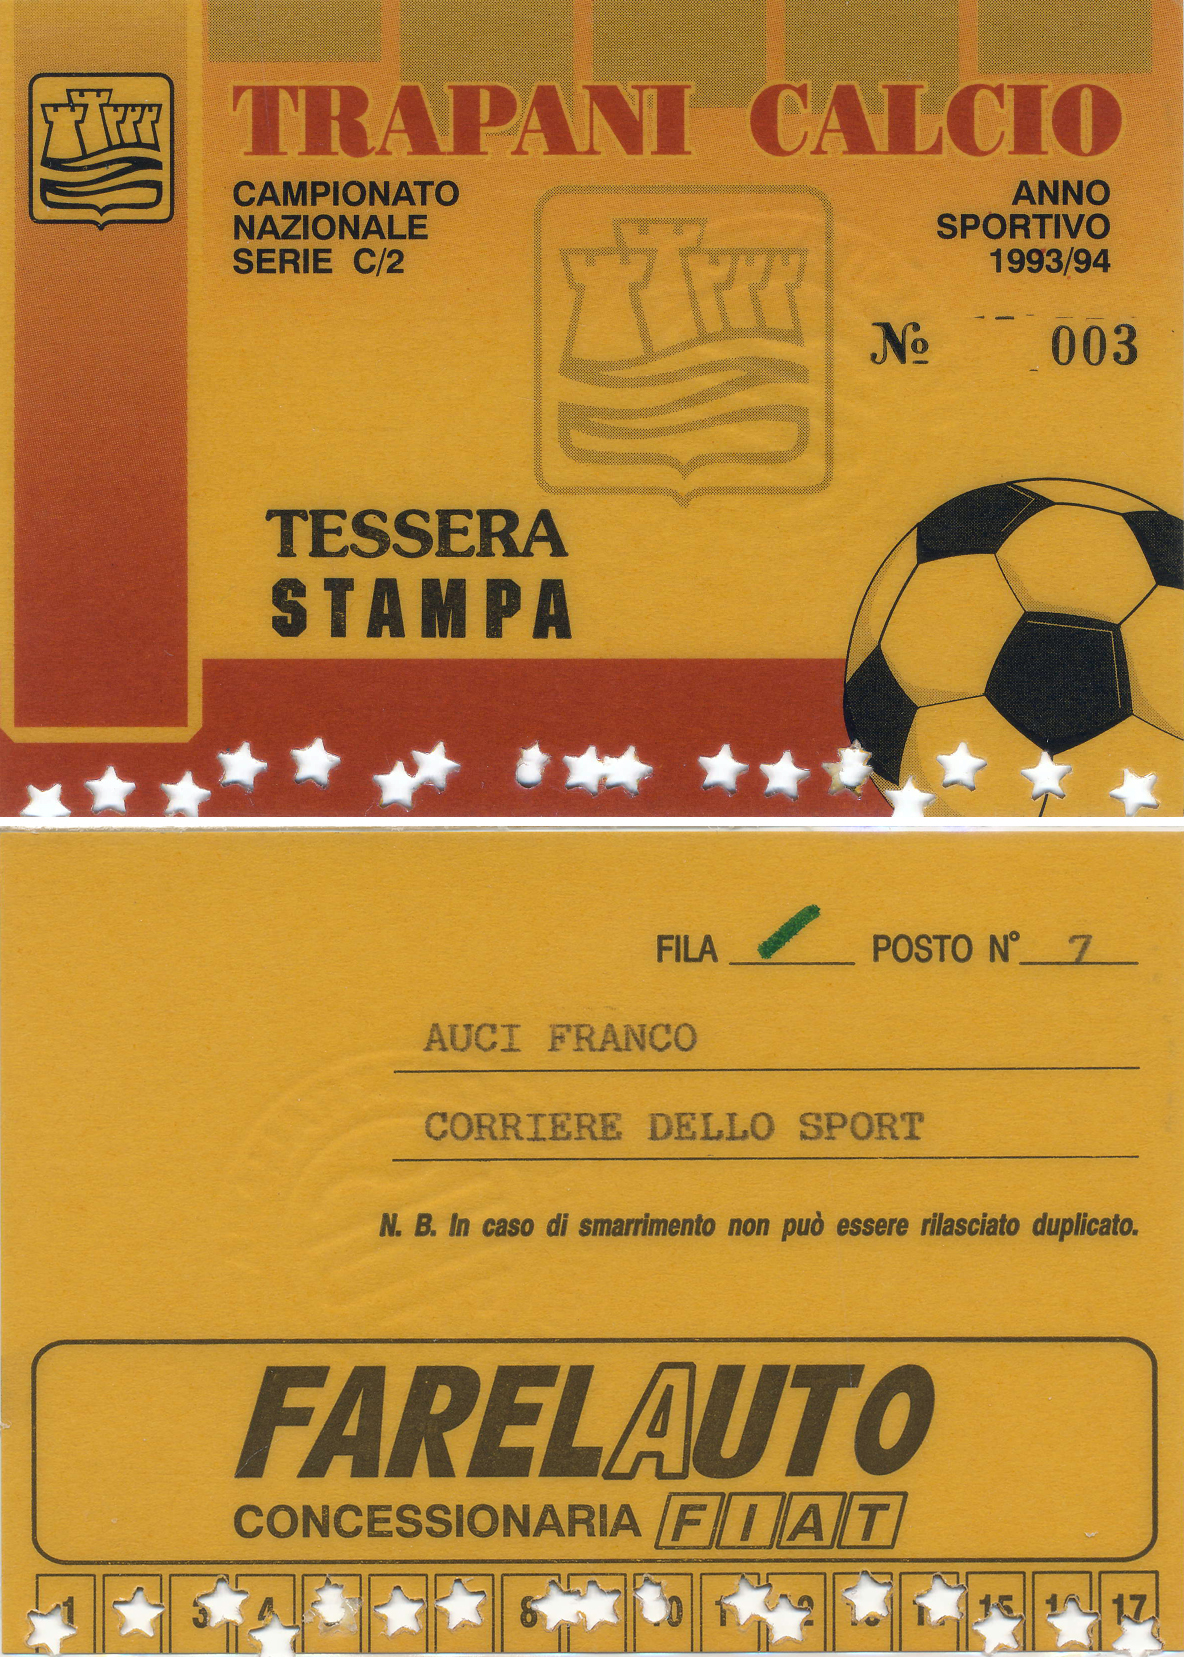 TRAPANI CALCIO
CAMPIONATO
NAZIONALE
SERIE C/2
ANNO
SPORTIVO
1993/94
No 003
TESSERA
STAMPA
FILA POSTO N° 7
AUCI FRANCO
CORRIERE DELLO SPORT
N. B. In caso di smarrimento non può essere rilasciato duplicato.
FARELAUTO
CONCESSIONARIA FIAT
1 3 4 8 15 17